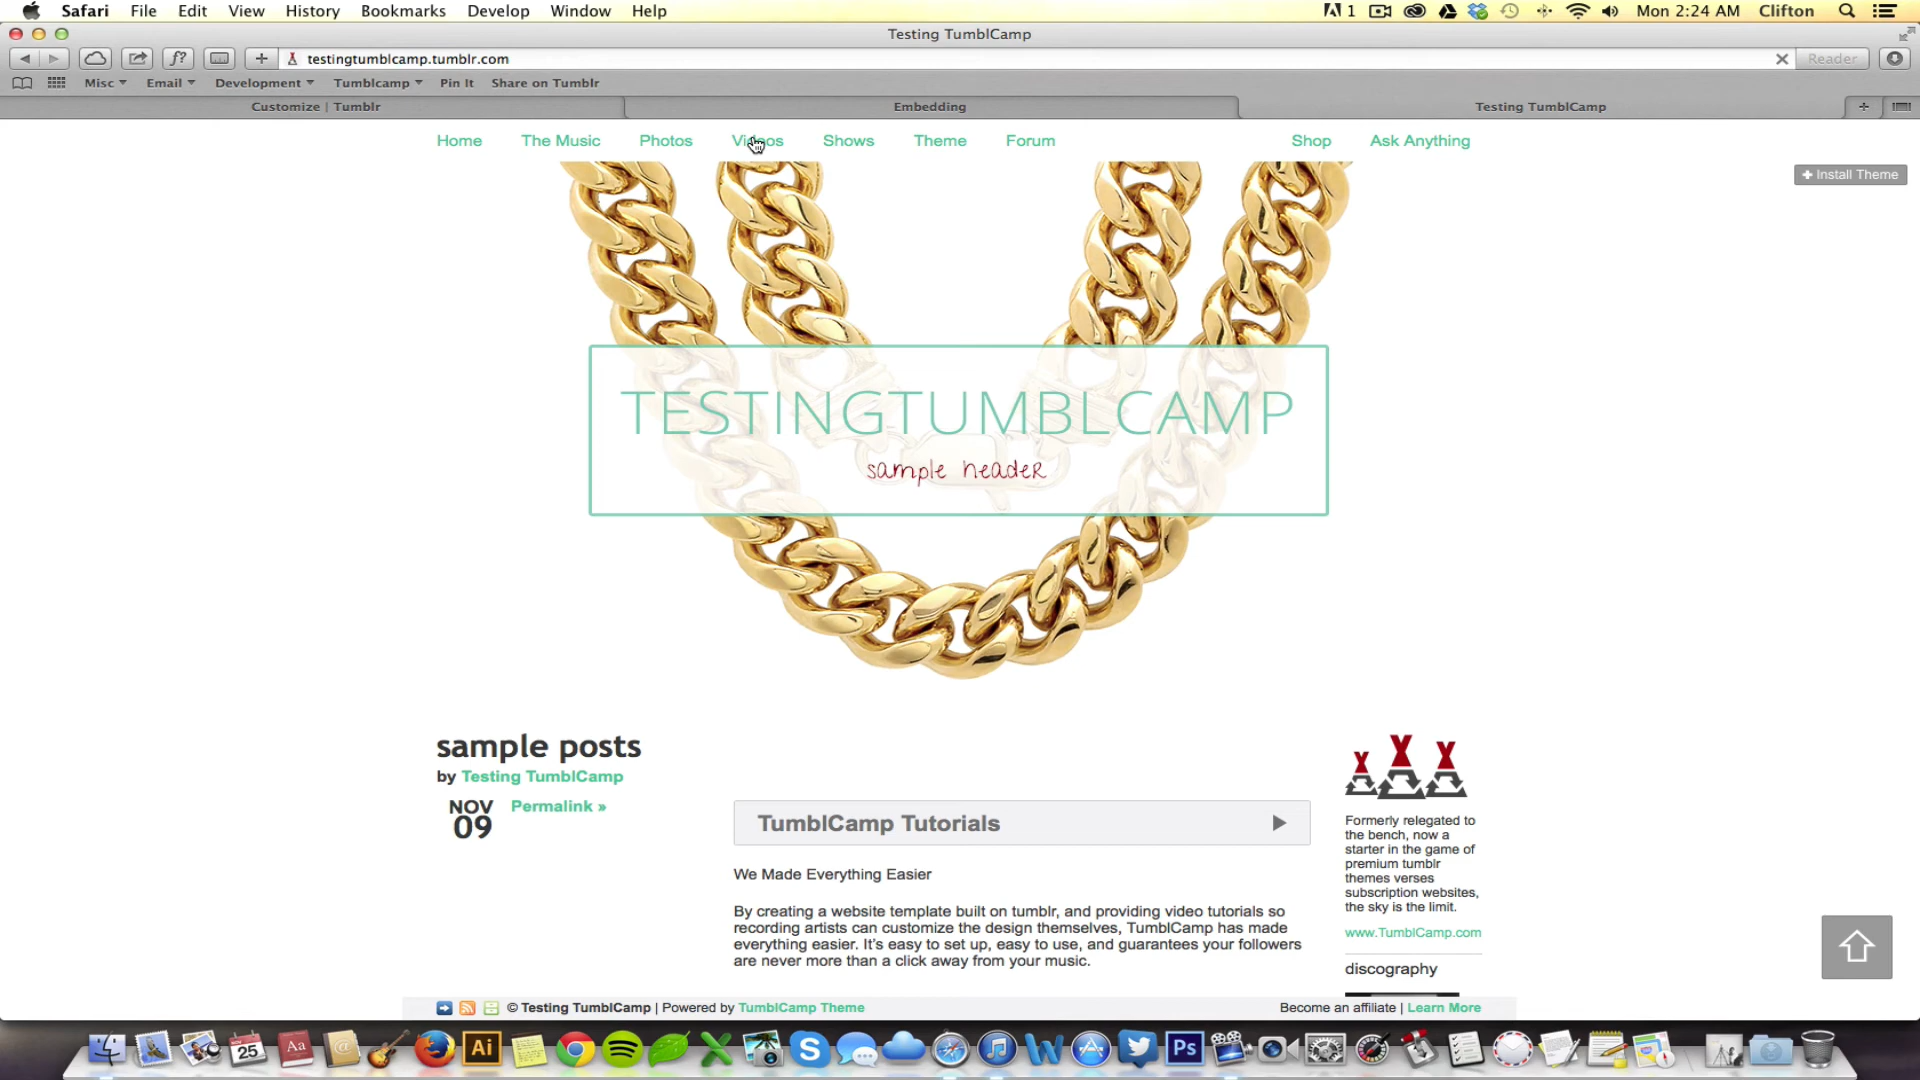 Safari File Edit View History Bookmarks Develop Window Help
1 Mon 2:24 AM Clifton
Testing TumblCamp
testingtumblcamp.tumblr.com
Reader
Misc Email Development Tumblcamp Pin It Share on Tumblr
Customize | Tumblr Embedding Testing TumblCamp
Home The Music Photos Videos Shows Theme Forum Shop Ask Anything
+ Install Theme
TESTINGTUMBLCAMP
sample header
sample posts
by Testing TumblCamp
NOV
09
Permalink »
TumblCamp Tutorials
We Made Everything Easier
By creating a website template built on tumblr, and providing video tutorials so
recording artists can customize the design themselves, TumblCamp has made
everything easier. It's easy to set up, easy to use, and guarantees your followers
are never more than a click away from your music.
Formerly relegated to
the bench, now a
starter in the game of
premium tumblr
themes verses
subscription websites,
the sky is the limit.
www.TumblCamp.com
discography
© Testing TumblCamp | Powered by TumblCamp Theme
Become an affiliate | Learn More
25 Aa Ai Ps